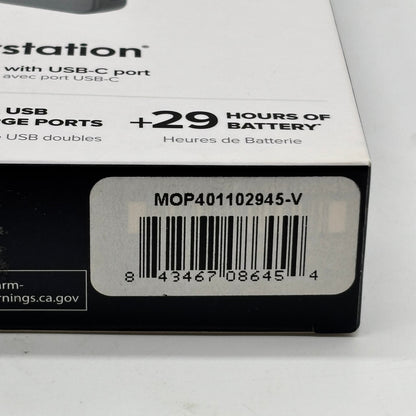 rstation®
with USB-C port
avec port USB-C
USB
GE PORTS
USB doubles
+29 HOURS OF
BATTERY*
Heures de Batterie
MOP401102945-V
8 43467 08645 4
arm-
rnings.ca.gov